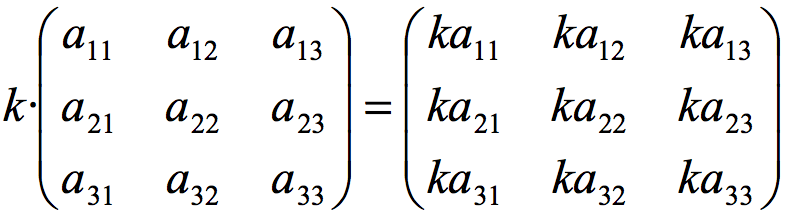 a₁₁ a₁₂ a₁₃ ka₁₁ ka₁₂ ka₁₃
k· a₂₁ a₂₂ a₂₃ = ka₂₁ ka₂₂ ka₂₃
a₃₁ a₃₂ a₃₃ ka₃₁ ka₃₂ ka₃₃